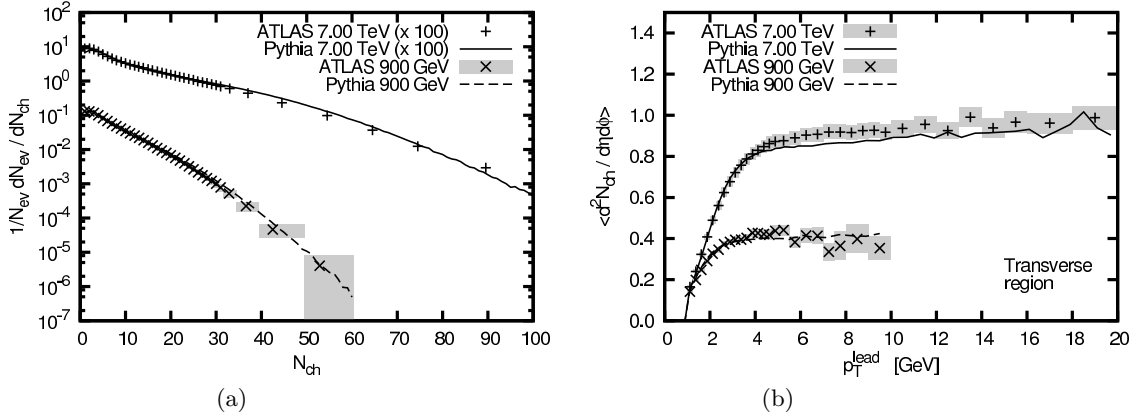 ATLAS 7.00 TeV (x 100)
Pythia 7.00 TeV (x 100)
ATLAS 900 GeV
Pythia 900 GeV
1/N_ev dN_ev / dN_ch
10^2
10^1
10^0
10^-1
10^-2
10^-3
10^-4
10^-5
10^-6
10^-7
0 10 20 30 40 50 60 70 80 90 100
N_ch
(a)
ATLAS 7.00 TeV
Pythia 7.00 TeV
ATLAS 900 GeV
Pythia 900 GeV
<d^2N_ch / dηdϕ>
1.4
1.2
1.0
0.8
0.6
0.4
0.2
0.0
Transverse
region
0 2 4 6 8 10 12 14 16 18 20
p_T^lead [GeV]
(b)